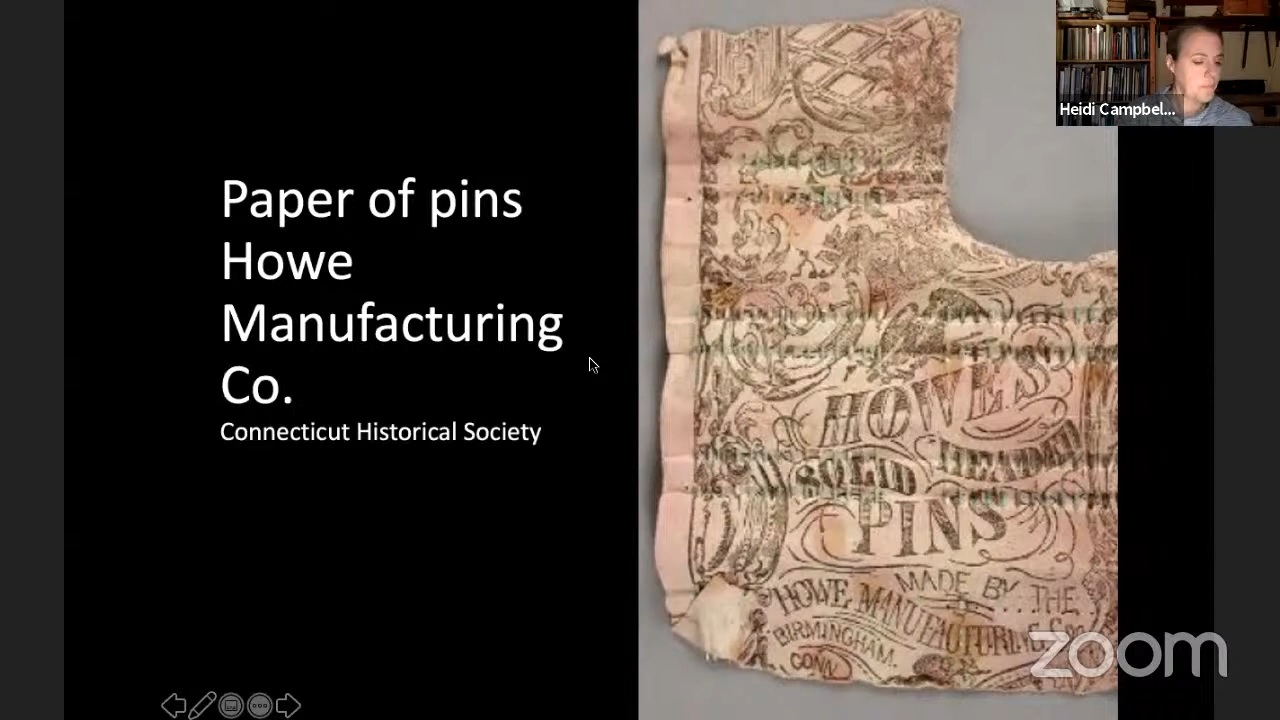 Paper of pins
Howe
Manufacturing
Co.
Connecticut Historical Society
Heidi Campbel...
HOWE'S
SOLID HEADED
PINS
MADE BY THE
HOWE MANUFACTURING Co.
BIRMINGHAM.
CONN.
zoom